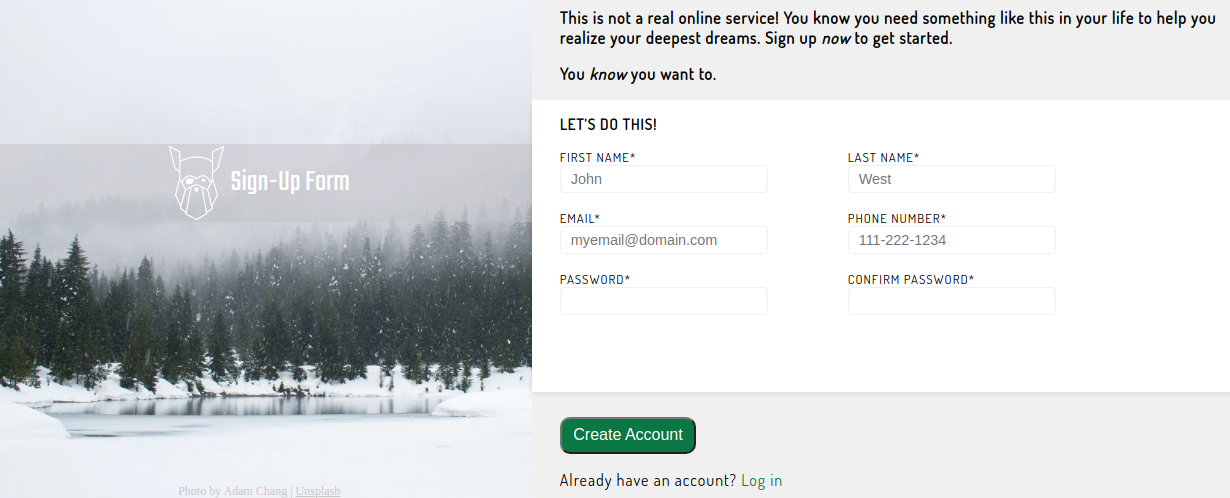 Sign-Up Form
Photo by Adam Chang | Unsplash
This is not a real online service! You know you need something like this in your life to help you
realize your deepest dreams. Sign up now to get started.
You know you want to.
LET'S DO THIS!
FIRST NAME*
LAST NAME*
John
West
EMAIL*
PHONE NUMBER*
myemail@domain.com
111-222-1234
PASSWORD*
CONFIRM PASSWORD*
Create Account
Already have an account? Log in